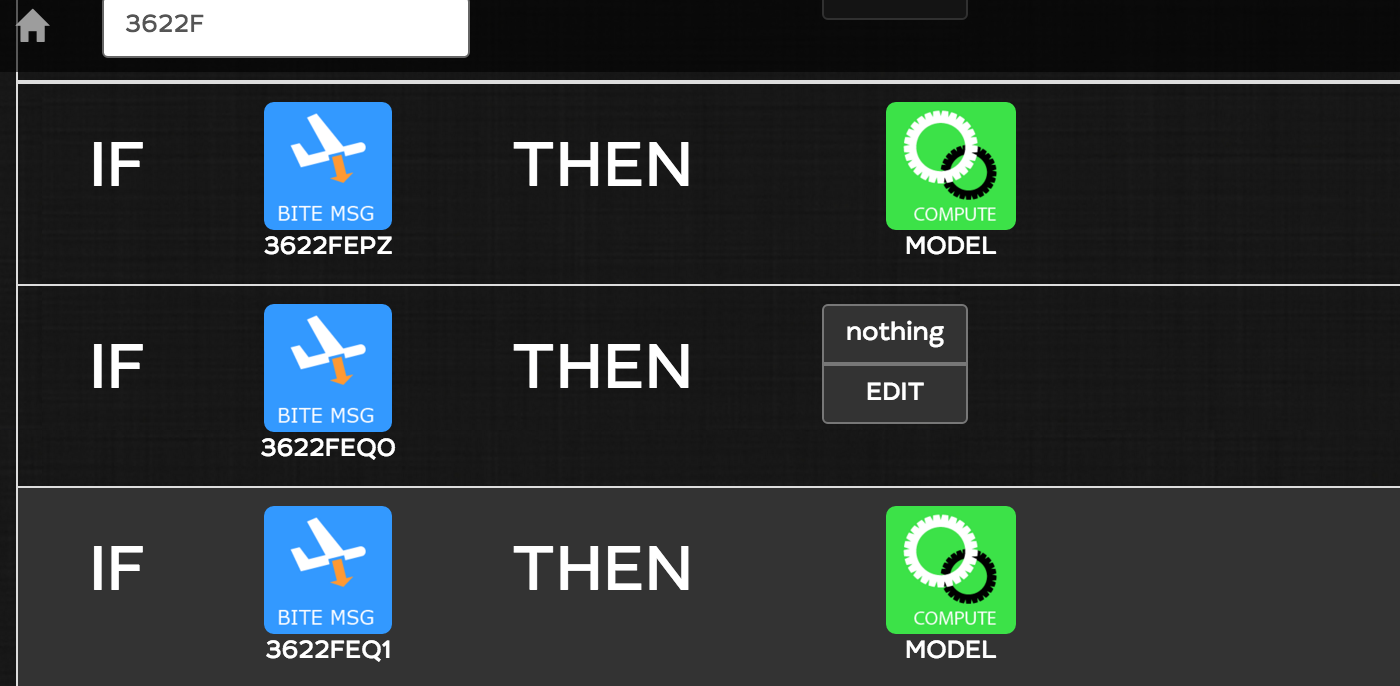 3622F
IF
BITE MSG
3622FEPZ
THEN
COMPUTE
MODEL
IF
BITE MSG
3622FEQ0
THEN
nothing
EDIT
IF
BITE MSG
3622FEQ1
THEN
COMPUTE
MODEL